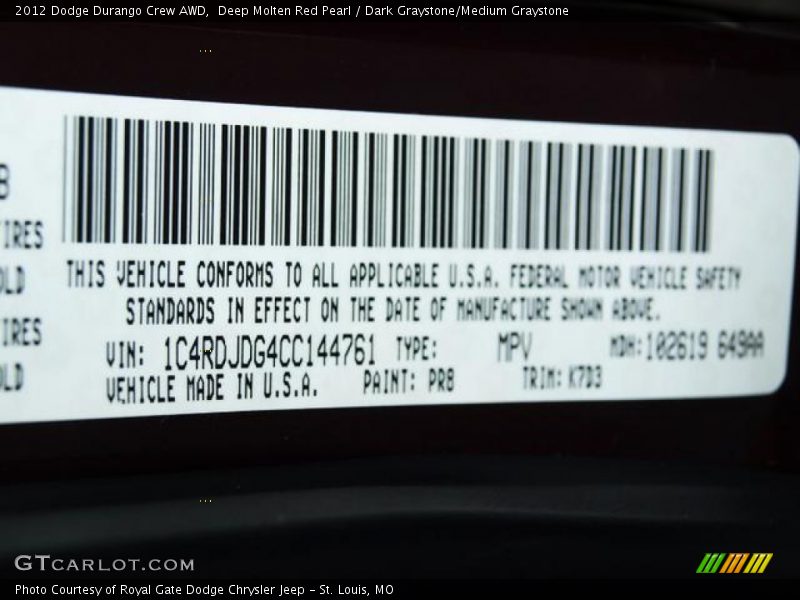 2012 Dodge Durango Crew AWD,  Deep Molten Red Pearl / Dark Graystone/Medium Graystone
THIS VEHICLE CONFORMS TO ALL APPLICABLE U.S.A. FEDERAL MOTOR VEHICLE SAFETY
STANDARDS IN EFFECT ON THE DATE OF MANUFACTURE SHOWN ABOVE.
VIN: 1C4RDJDG4CC144761 TYPE: MPV MDH:102619 649AA
VEHICLE MADE IN U.S.A. PAINT: PR8 TRIM: K7D3
GTCARLOT.COM
Photo Courtesy of Royal Gate Dodge Chrysler Jeep - St. Louis, MO